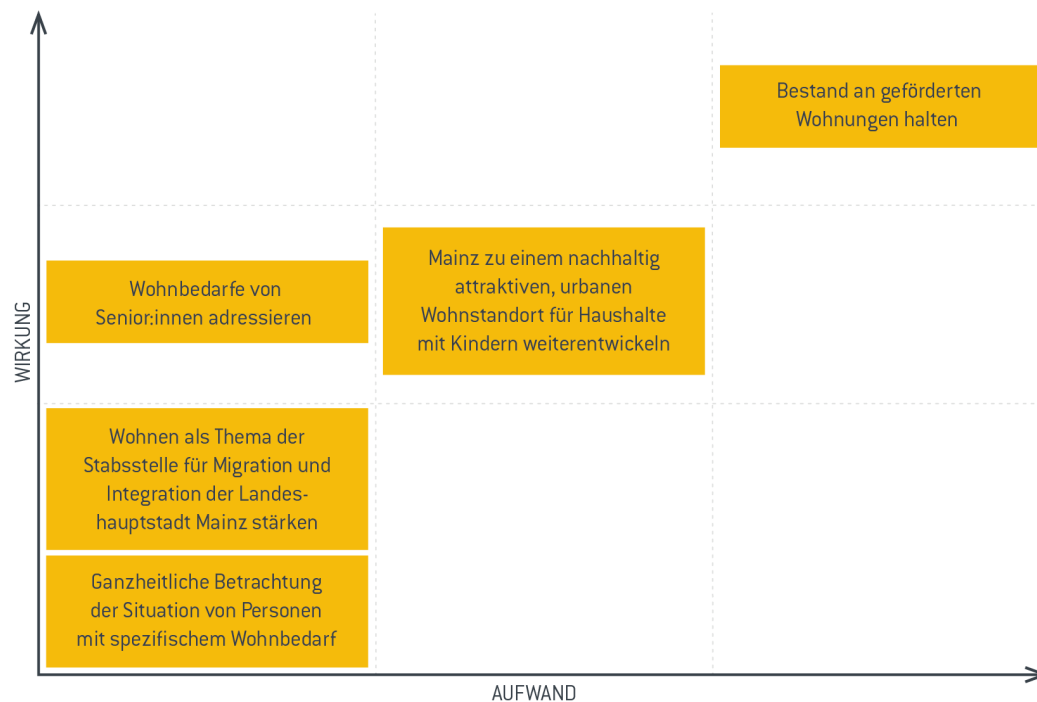 Bestand an geförderten
Wohnungen halten
WIRKUNG
Wohnbedarfe von
Senior:innen adressieren
Mainz zu einem nachhaltig
attraktiven, urbanen
Wohnstandort für Haushalte
mit Kindern weiterentwickeln
Wohnen als Thema der
Stabsstelle für Migration und
Integration der Landes-
hauptstadt Mainz stärken
Ganzheitliche Betrachtung
der Situation von Personen
mit spezifischem Wohnbedarf
AUFWAND